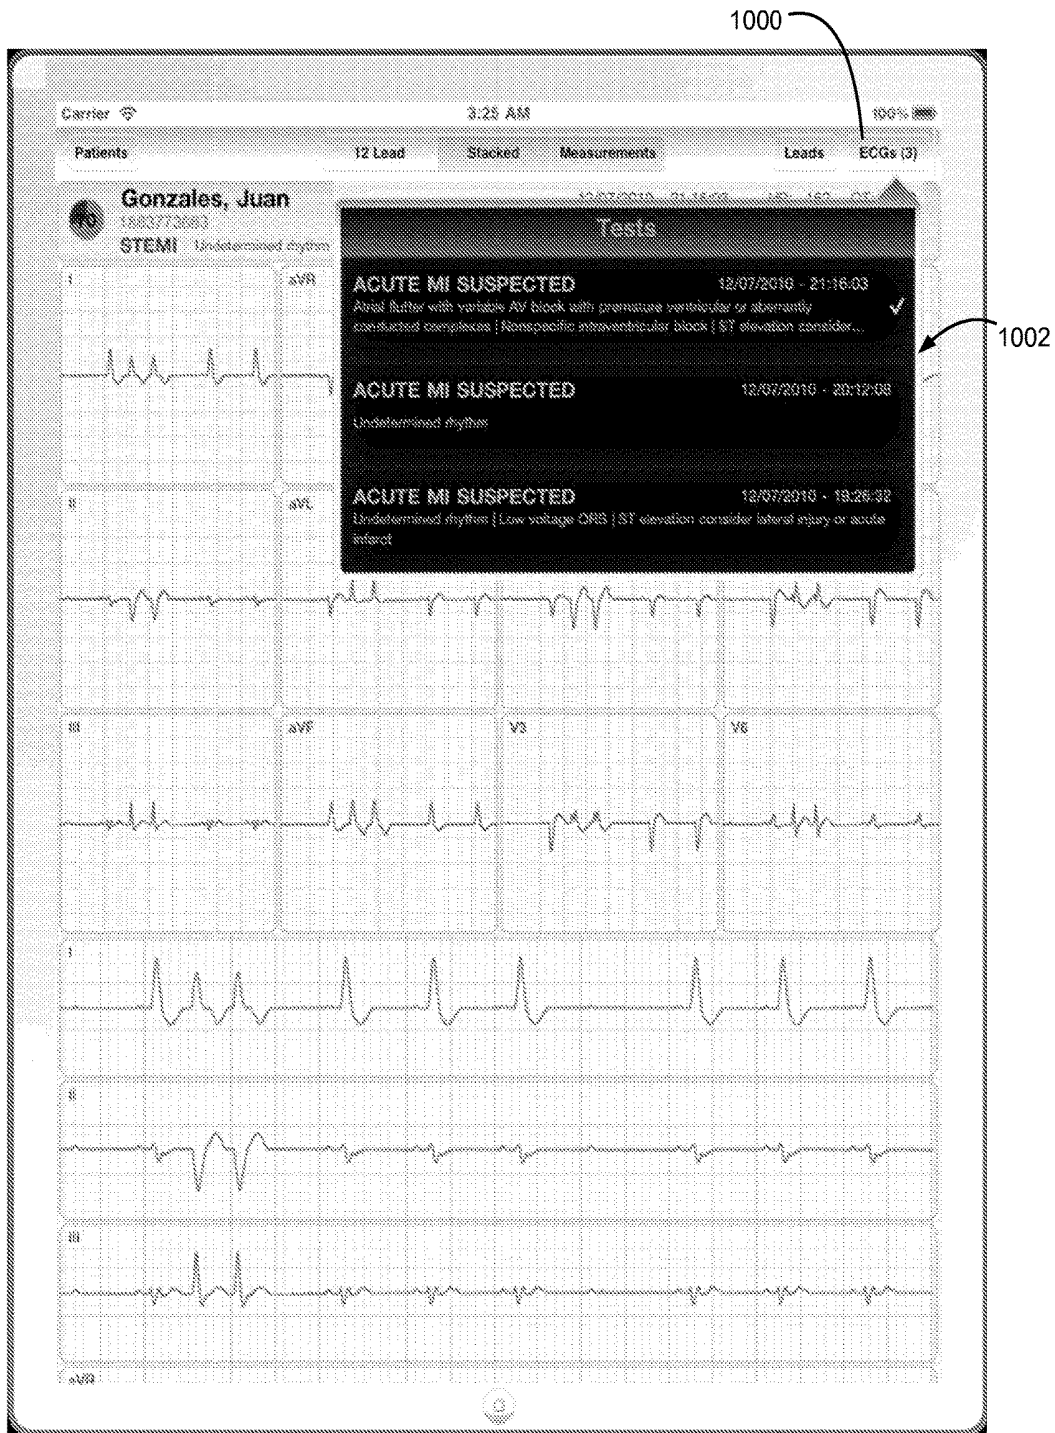 1000
Carrier 3:25 AM 100%
Patients 12 Lead Stacked Measurements Leads ECGs (3)
Gonzales, Juan
STEMI Undetermined rhythm
Tests
ACUTE MI SUSPECTED 12/07/2010 - 21:16:03
Atrial flutter with variable AV block with premature ventricular or aberrantly
conducted complexes | Nonspecific intraventricular block | ST elevation consider...
1002
ACUTE MI SUSPECTED 12/07/2010 - 20:12:08
Undetermined rhythm
ACUTE MI SUSPECTED 12/07/2010 - 18:26:32
Undetermined rhythm | Low voltage QRS | ST elevation consider lateral injury or acute
infarct
I aVR
II aVL
III aVF V3 V6
I
II
III
aVR